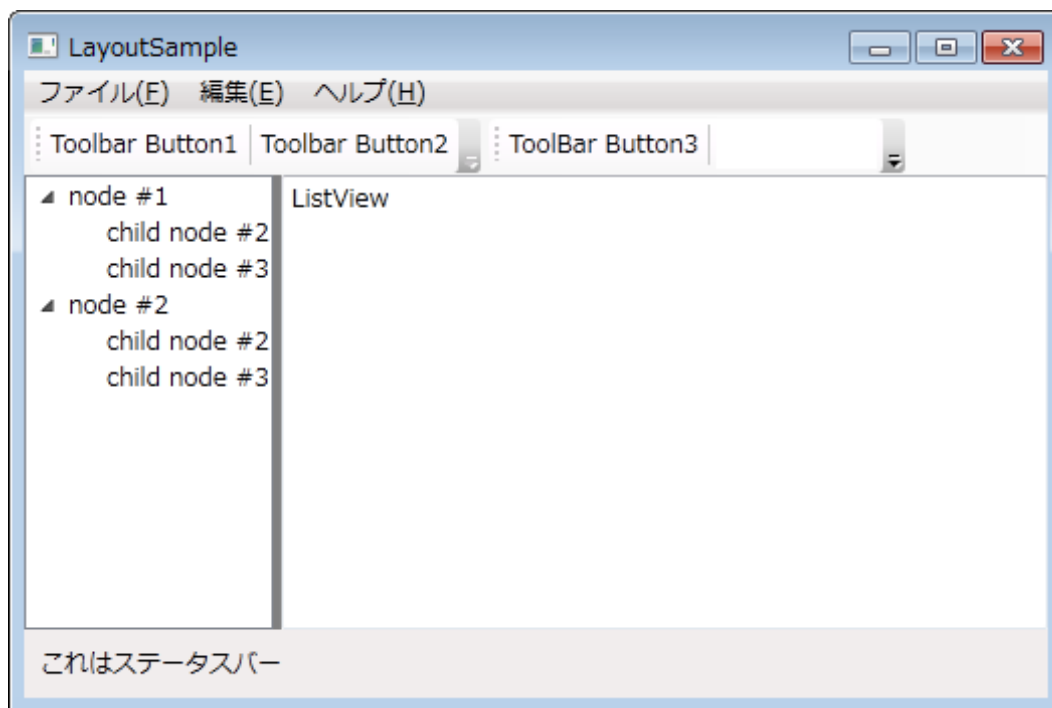 LayoutSample
ファイル(F) 編集(E) ヘルプ(H)
Toolbar Button1 Toolbar Button2 ToolBar Button3
node #1
child node #2
child node #3
node #2
child node #2
child node #3
ListView
これはステータスバー